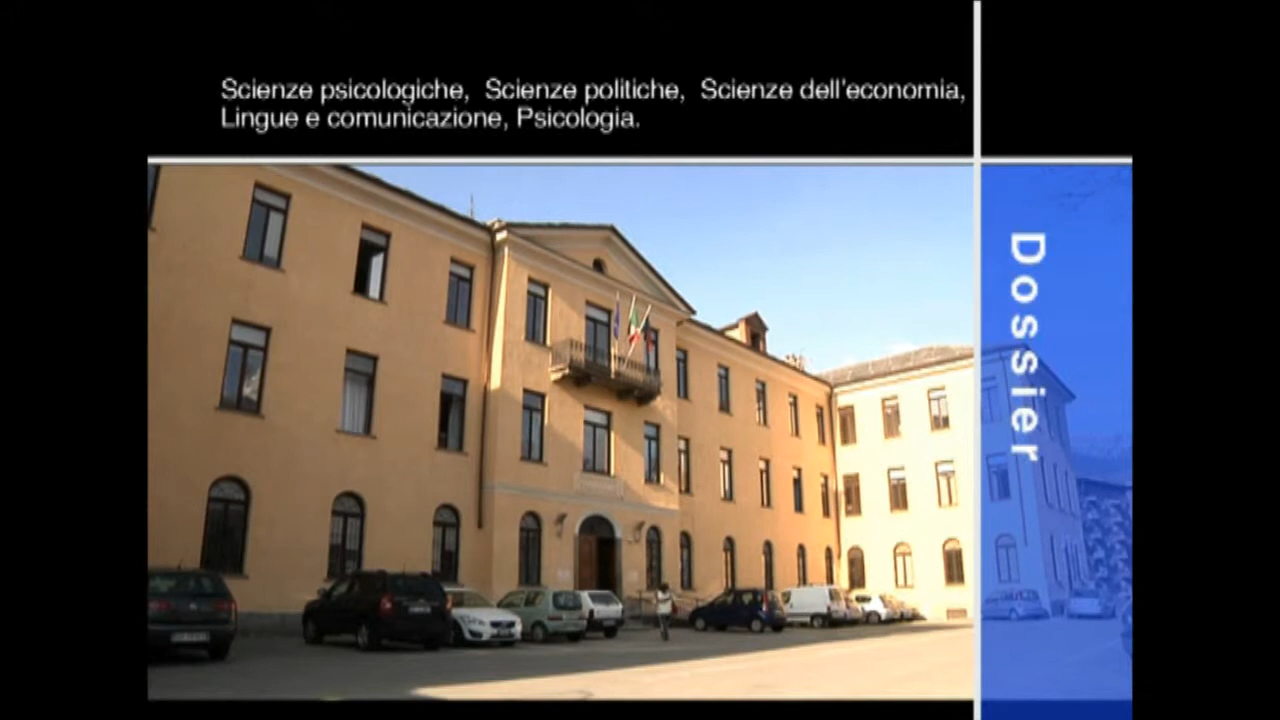 Scienze psicologiche, Scienze politiche, Scienze dell'economia,
Lingue e comunicazione, Psicologia.
Dossier